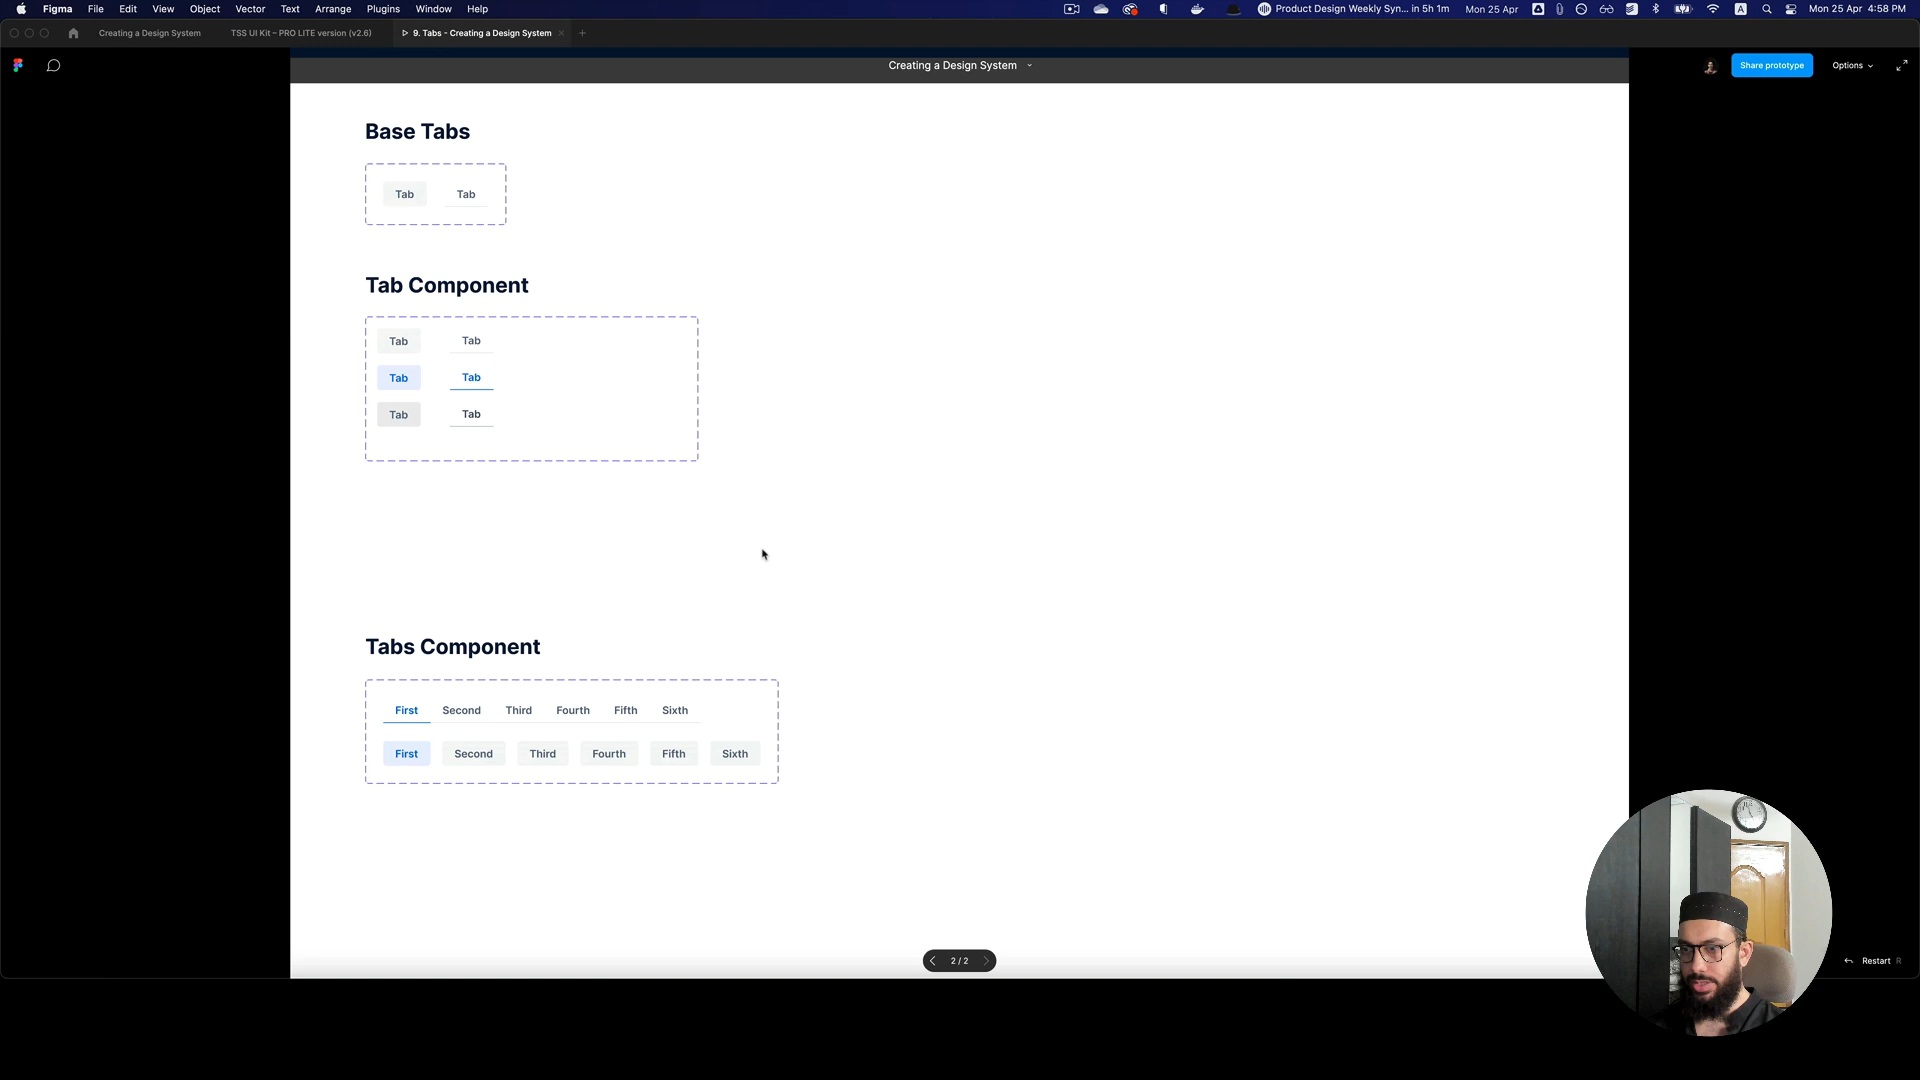 Figma File Edit View Object Vector Text Arrange Plugins Window Help Product Design Weekly Syn... in 5h 1m Mon 25 Apr A Mon 25 Apr 4:58 PM
Creating a Design System TSS UI Kit – PRO LITE version (v2.6) 9. Tabs - Creating a Design System
Creating a Design System Share prototype Options
Base Tabs
Tab Tab
Tab Component
Tab Tab
Tab Tab
Tab Tab
Tabs Component
First Second Third Fourth Fifth Sixth
First Second Third Fourth Fifth Sixth
2 / 2 Restart R